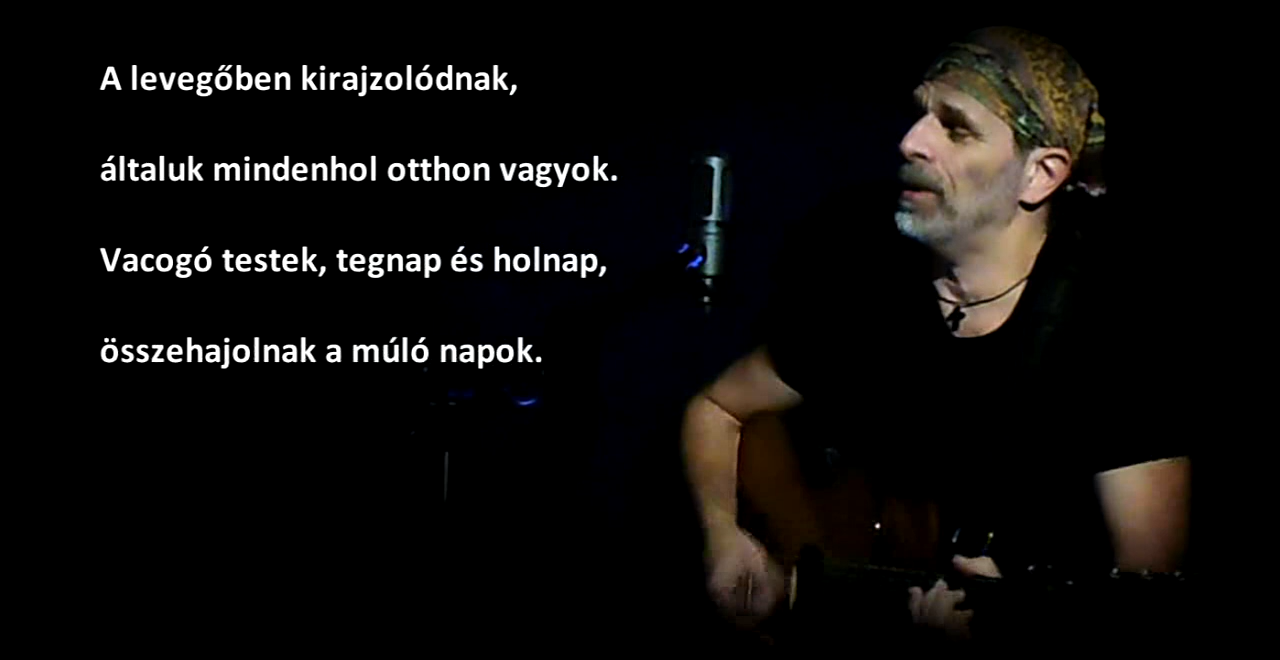 A levegőben kirajzolódnak,
általuk mindenhol otthon vagyok.
Vacogó testek, tegnap és holnap,
összehajolnak a múló napok.